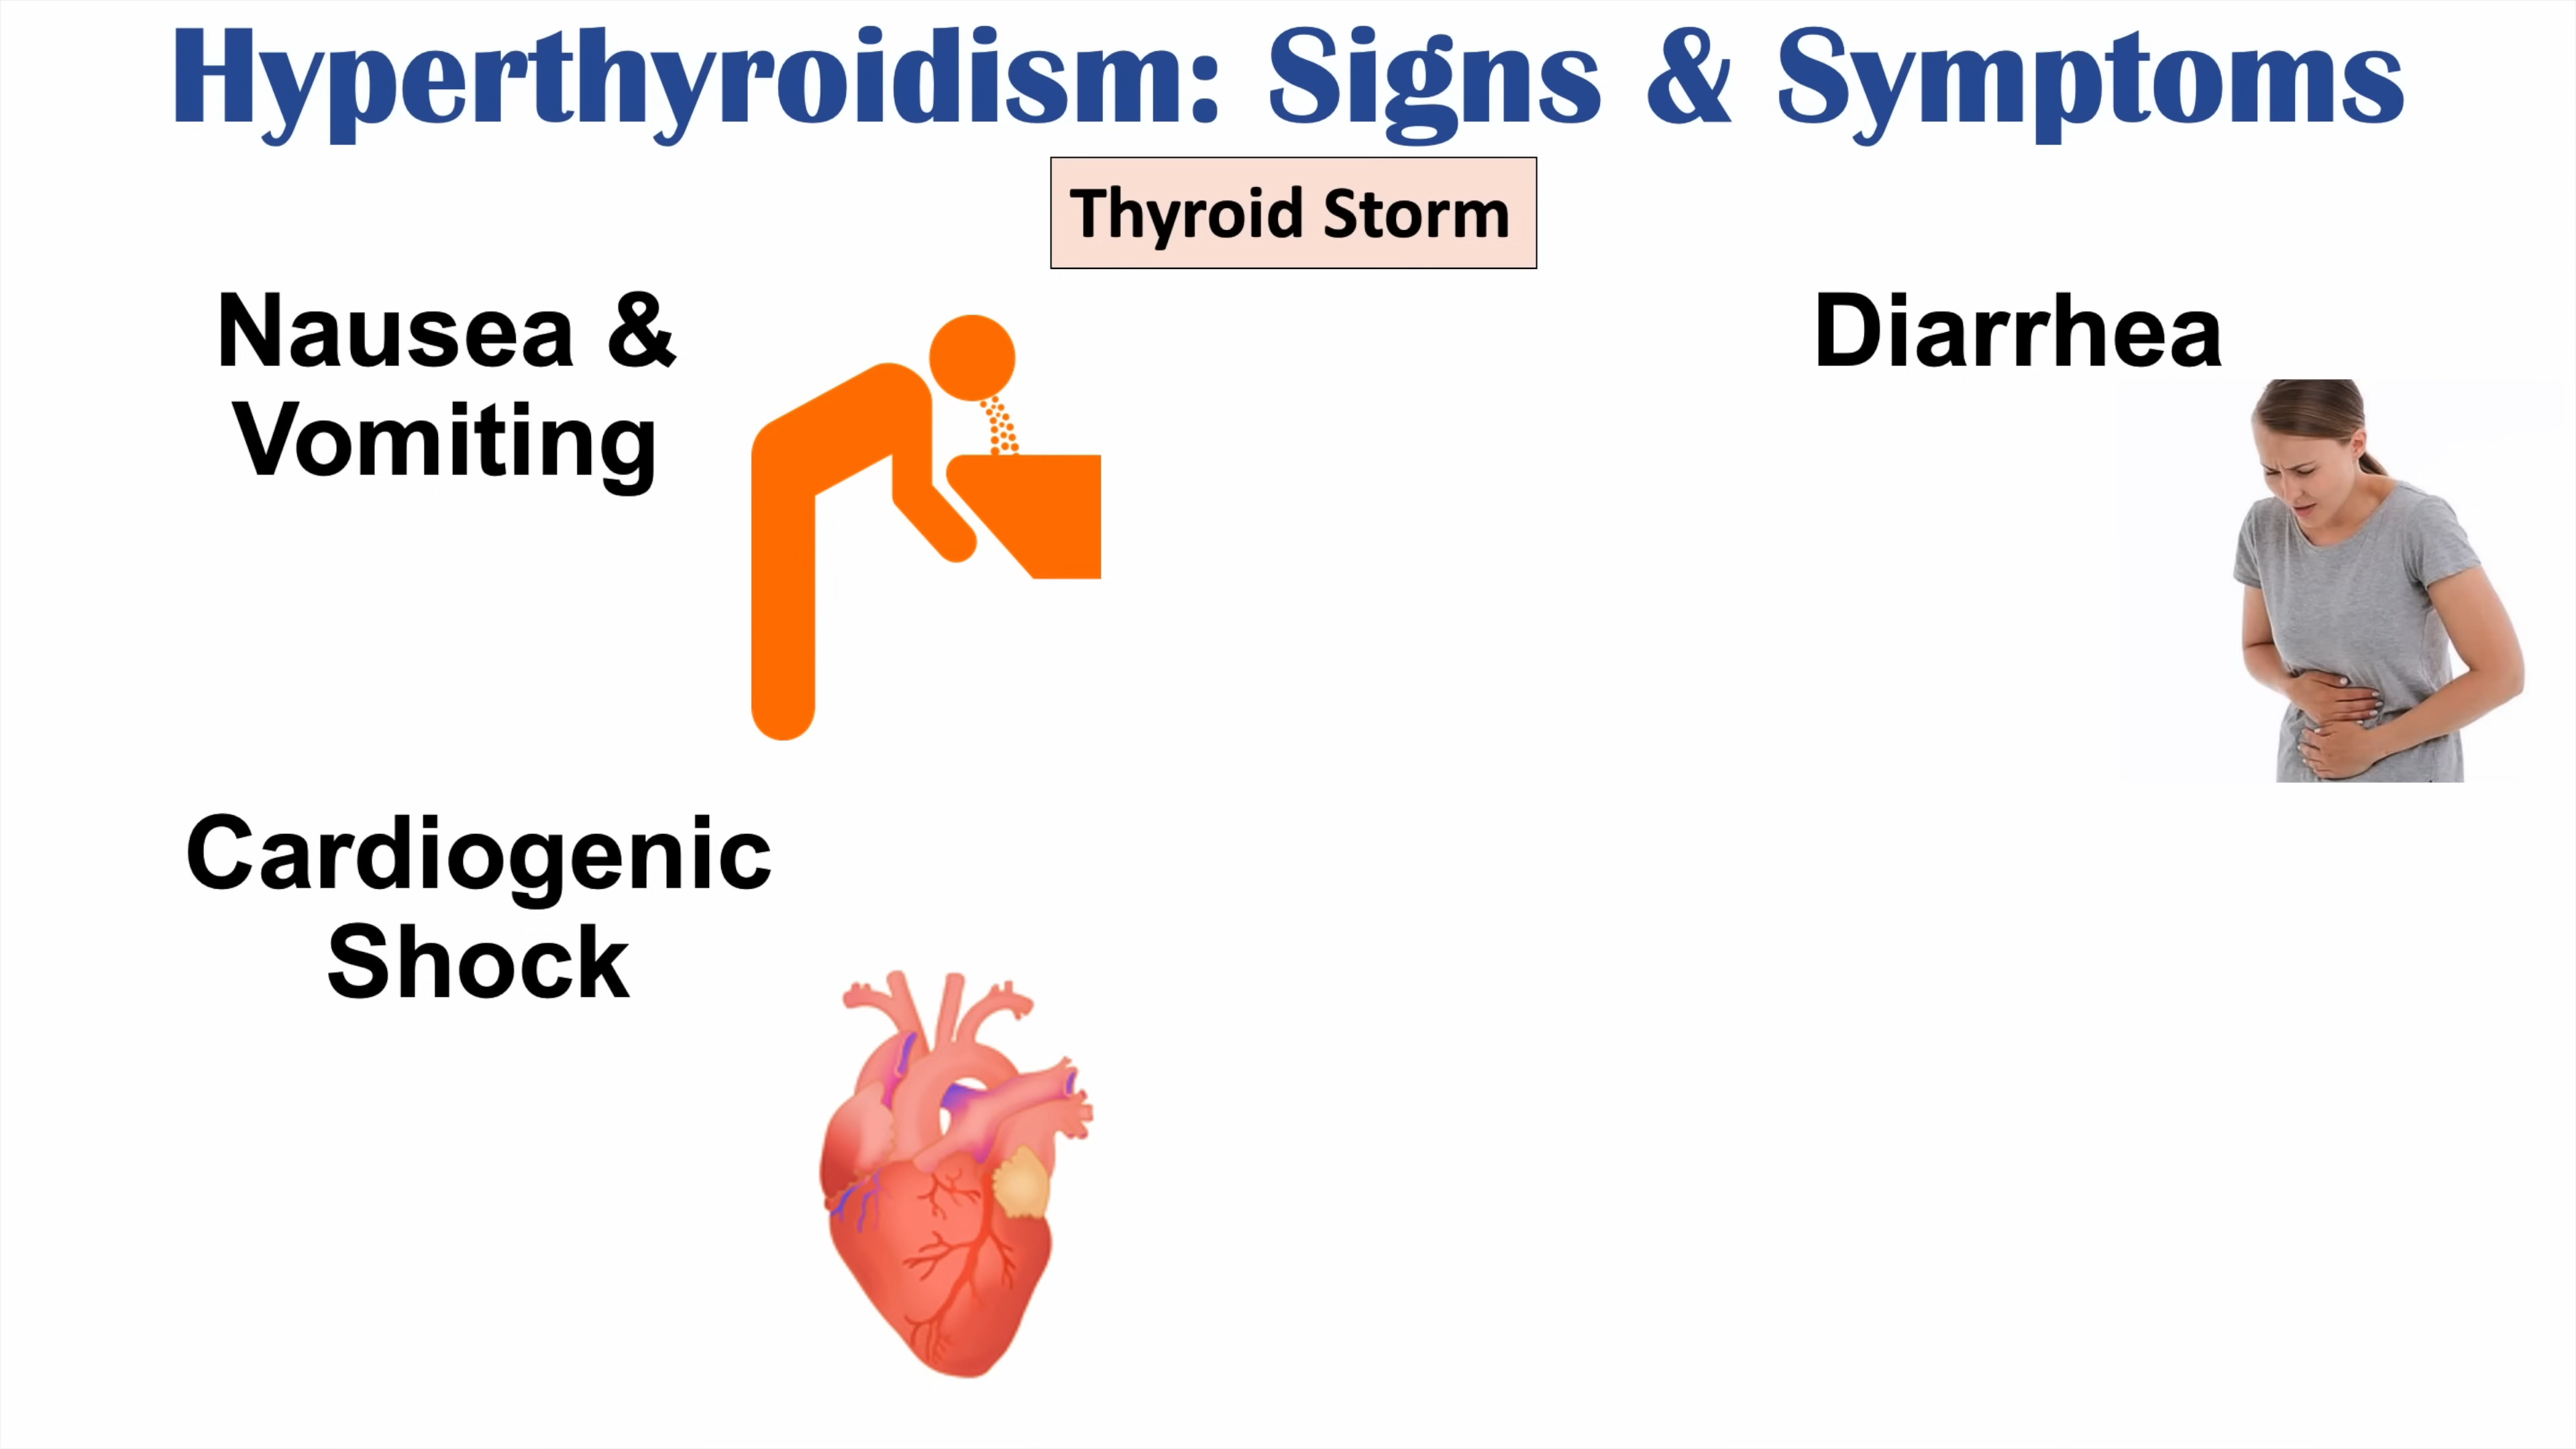 Hyperthyroidism: Signs & Symptoms
Thyroid Storm
Nausea &
Vomiting
Diarrhea
Cardiogenic
Shock